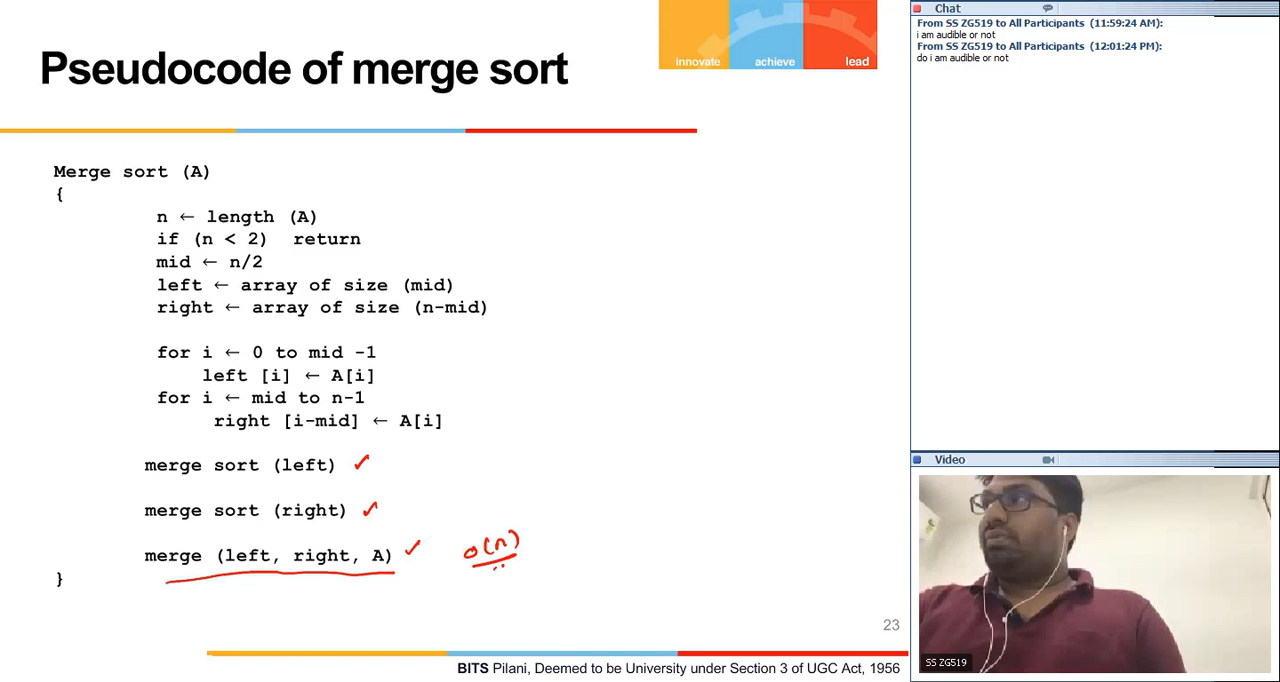 Pseudocode of merge sort
innovate achieve lead
Merge sort (A)
{
n ← length (A)
if (n < 2) return
mid ← n/2
left ← array of size (mid)
right ← array of size (n-mid)
for i ← 0 to mid -1
left [i] ← A[i]
for i ← mid to n-1
right [i-mid] ← A[i]
merge sort (left)
merge sort (right)
merge (left, right, A) o(n)
}
23
BITS Pilani, Deemed to be University under Section 3 of UGC Act, 1956
Chat
From SS ZG519 to All Participants (11:59:24 AM):
i am audible or not
From SS ZG519 to All Participants (12:01:24 PM):
do i am audible or not
Video
SS ZG519